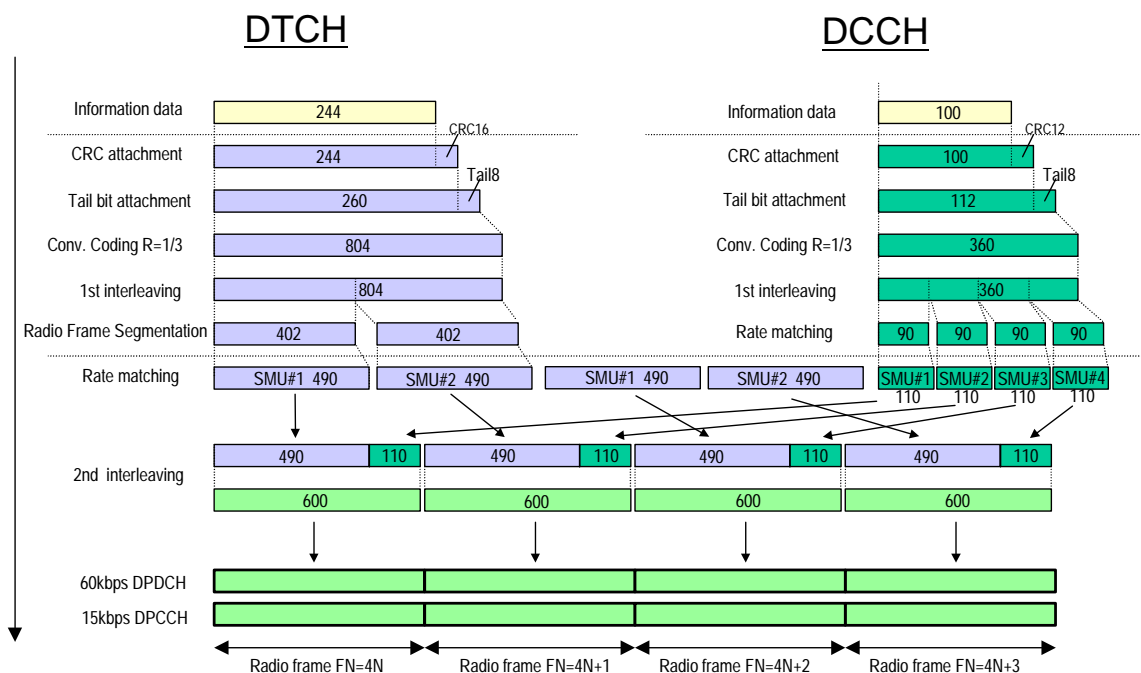 DTCH
DCCH
Information data
244
Information data
100
CRC16
CRC12
CRC attachment
244
CRC attachment
100
Tail8
Tail8
Tail bit attachment
260
Tail bit attachment
112
Conv. Coding R=1/3
804
Conv. Coding R=1/3
360
1st interleaving
804
1st interleaving
360
Radio Frame Segmentation
402
402
Rate matching
90
90
90
90
Rate matching
SMU#1 490
SMU#2 490
SMU#1 490
SMU#2 490
SMU#1
SMU#2
SMU#3
SMU#4
110
110
110
110
2nd interleaving
490
110
490
110
490
110
490
110
600
600
600
600
60kbps DPDCH
15kbps DPCCH
Radio frame FN=4N
Radio frame FN=4N+1
Radio frame FN=4N+2
Radio frame FN=4N+3